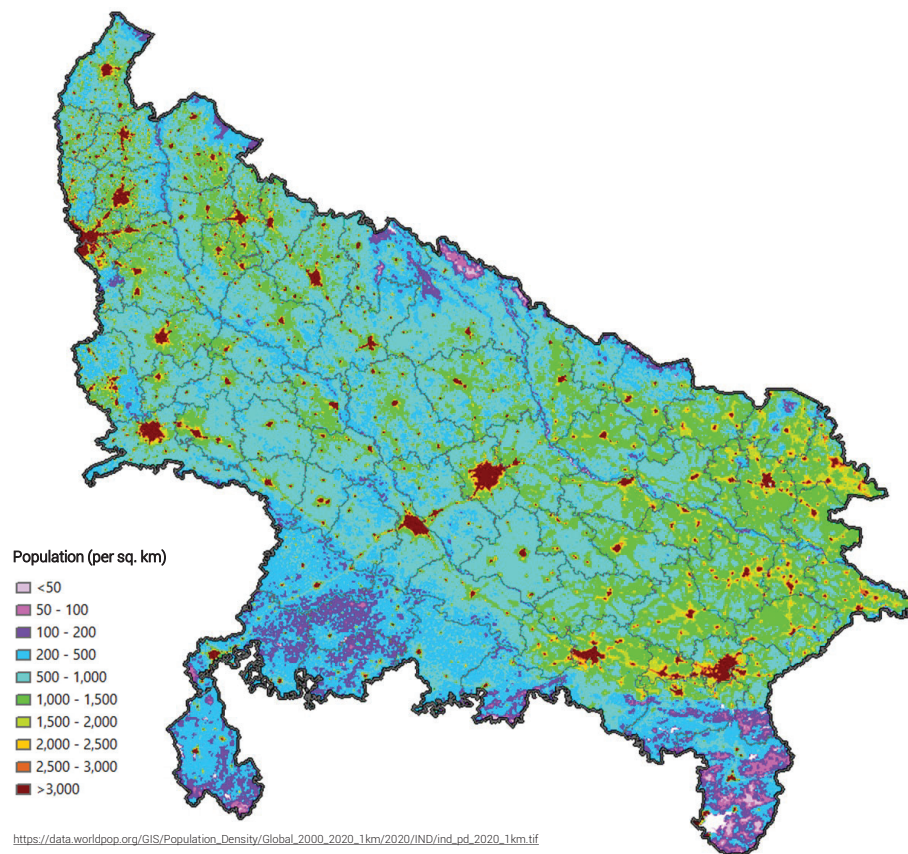 Population (per sq. km)
<50
50 - 100
100 - 200
200 - 500
500 - 1,000
1,000 - 1,500
1,500 - 2,000
2,000 - 2,500
2,500 - 3,000
>3,000
https://data.worldpop.org/GIS/Population_Density/Global_2000_2020_1km/2020/IND/ind_pd_2020_1km.tif